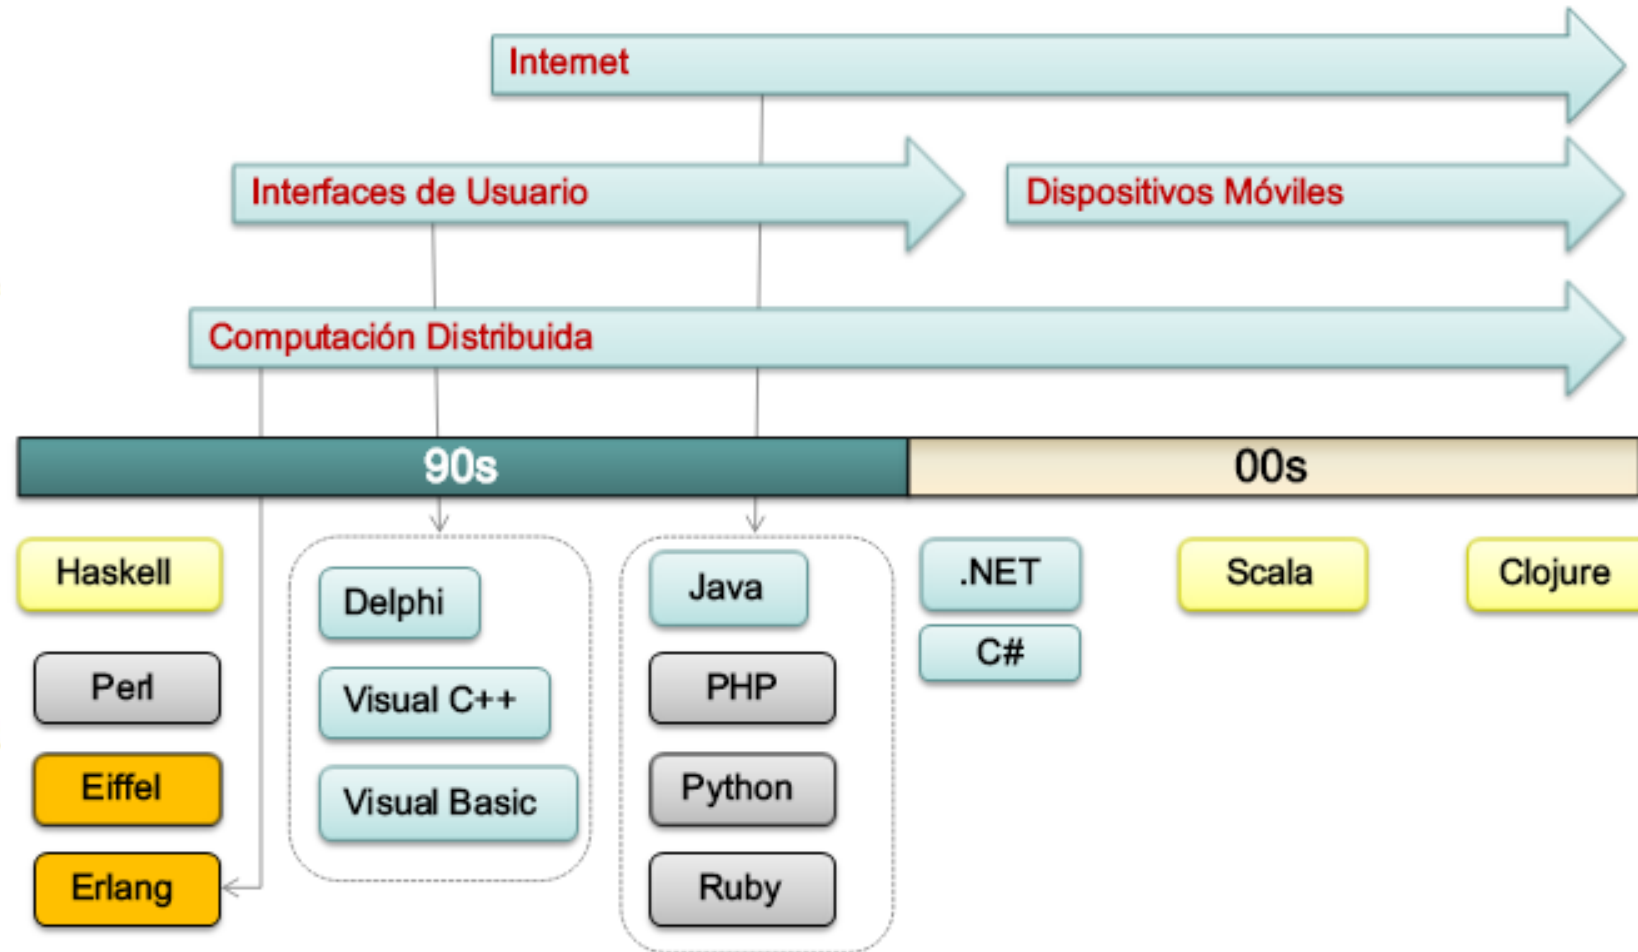 Internet
Interfaces de Usuario
Dispositivos Móviles
Computación Distribuida
90s
00s
Haskell
Perl
Eiffel
Erlang
Delphi
Visual C++
Visual Basic
Java
PHP
Python
Ruby
.NET
C#
Scala
Clojure